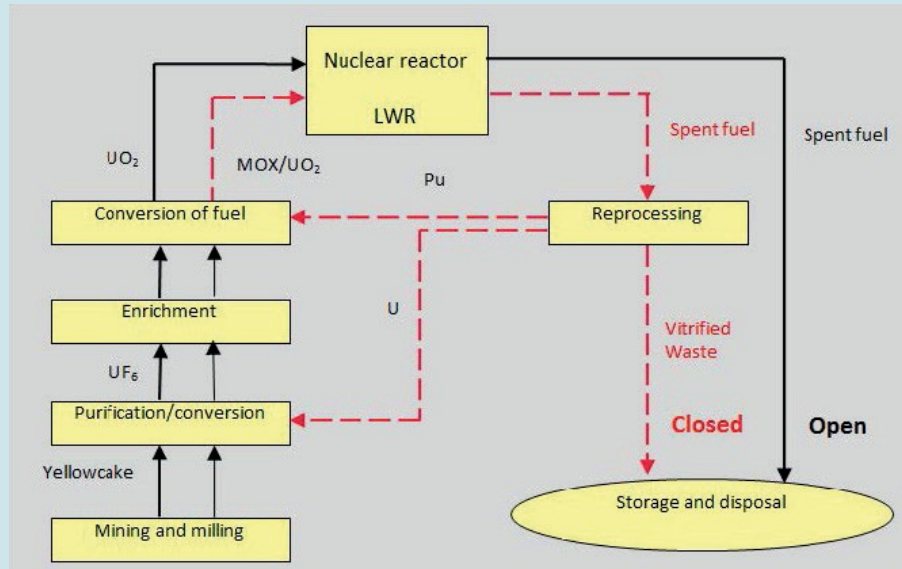 Nuclear reactor
LWR
Spent fuel
Spent fuel
UO₂
MOX/UO₂
Pu
Conversion of fuel
Reprocessing
Enrichment
U
Vitrified
Waste
UF₆
Purification/conversion
Closed
Open
Yellowcake
Storage and disposal
Mining and milling